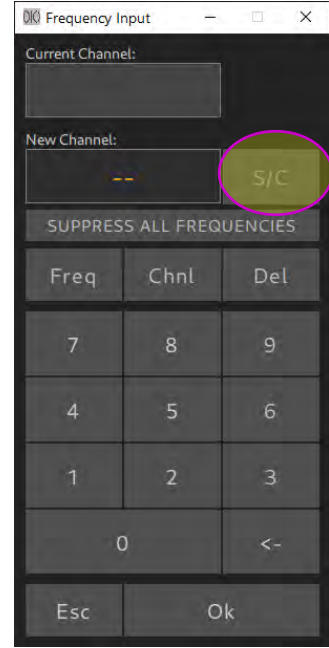 Frequency Input
Current Channel:
New Channel:
-- S/C
SUPPRESS ALL FREQUENCIES
Freq Chnl Del
7 8 9
4 5 6
1 2 3
0 <-
Esc Ok